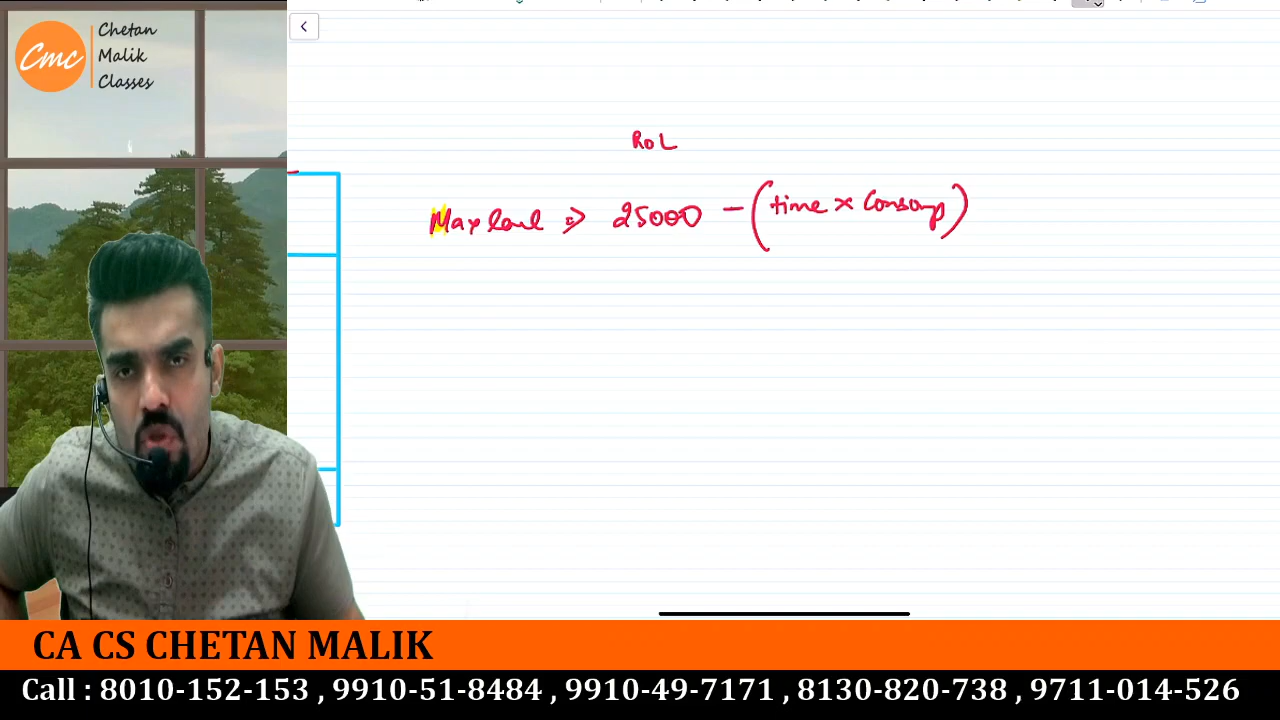 cmc
Chetan
Malik
Classes
ROL
Max level ⇒ 25000 - (time × Consump)
CA CS CHETAN MALIK
Call : 8010-152-153 , 9910-51-8484 , 9910-49-7171 , 8130-820-738 , 9711-014-526